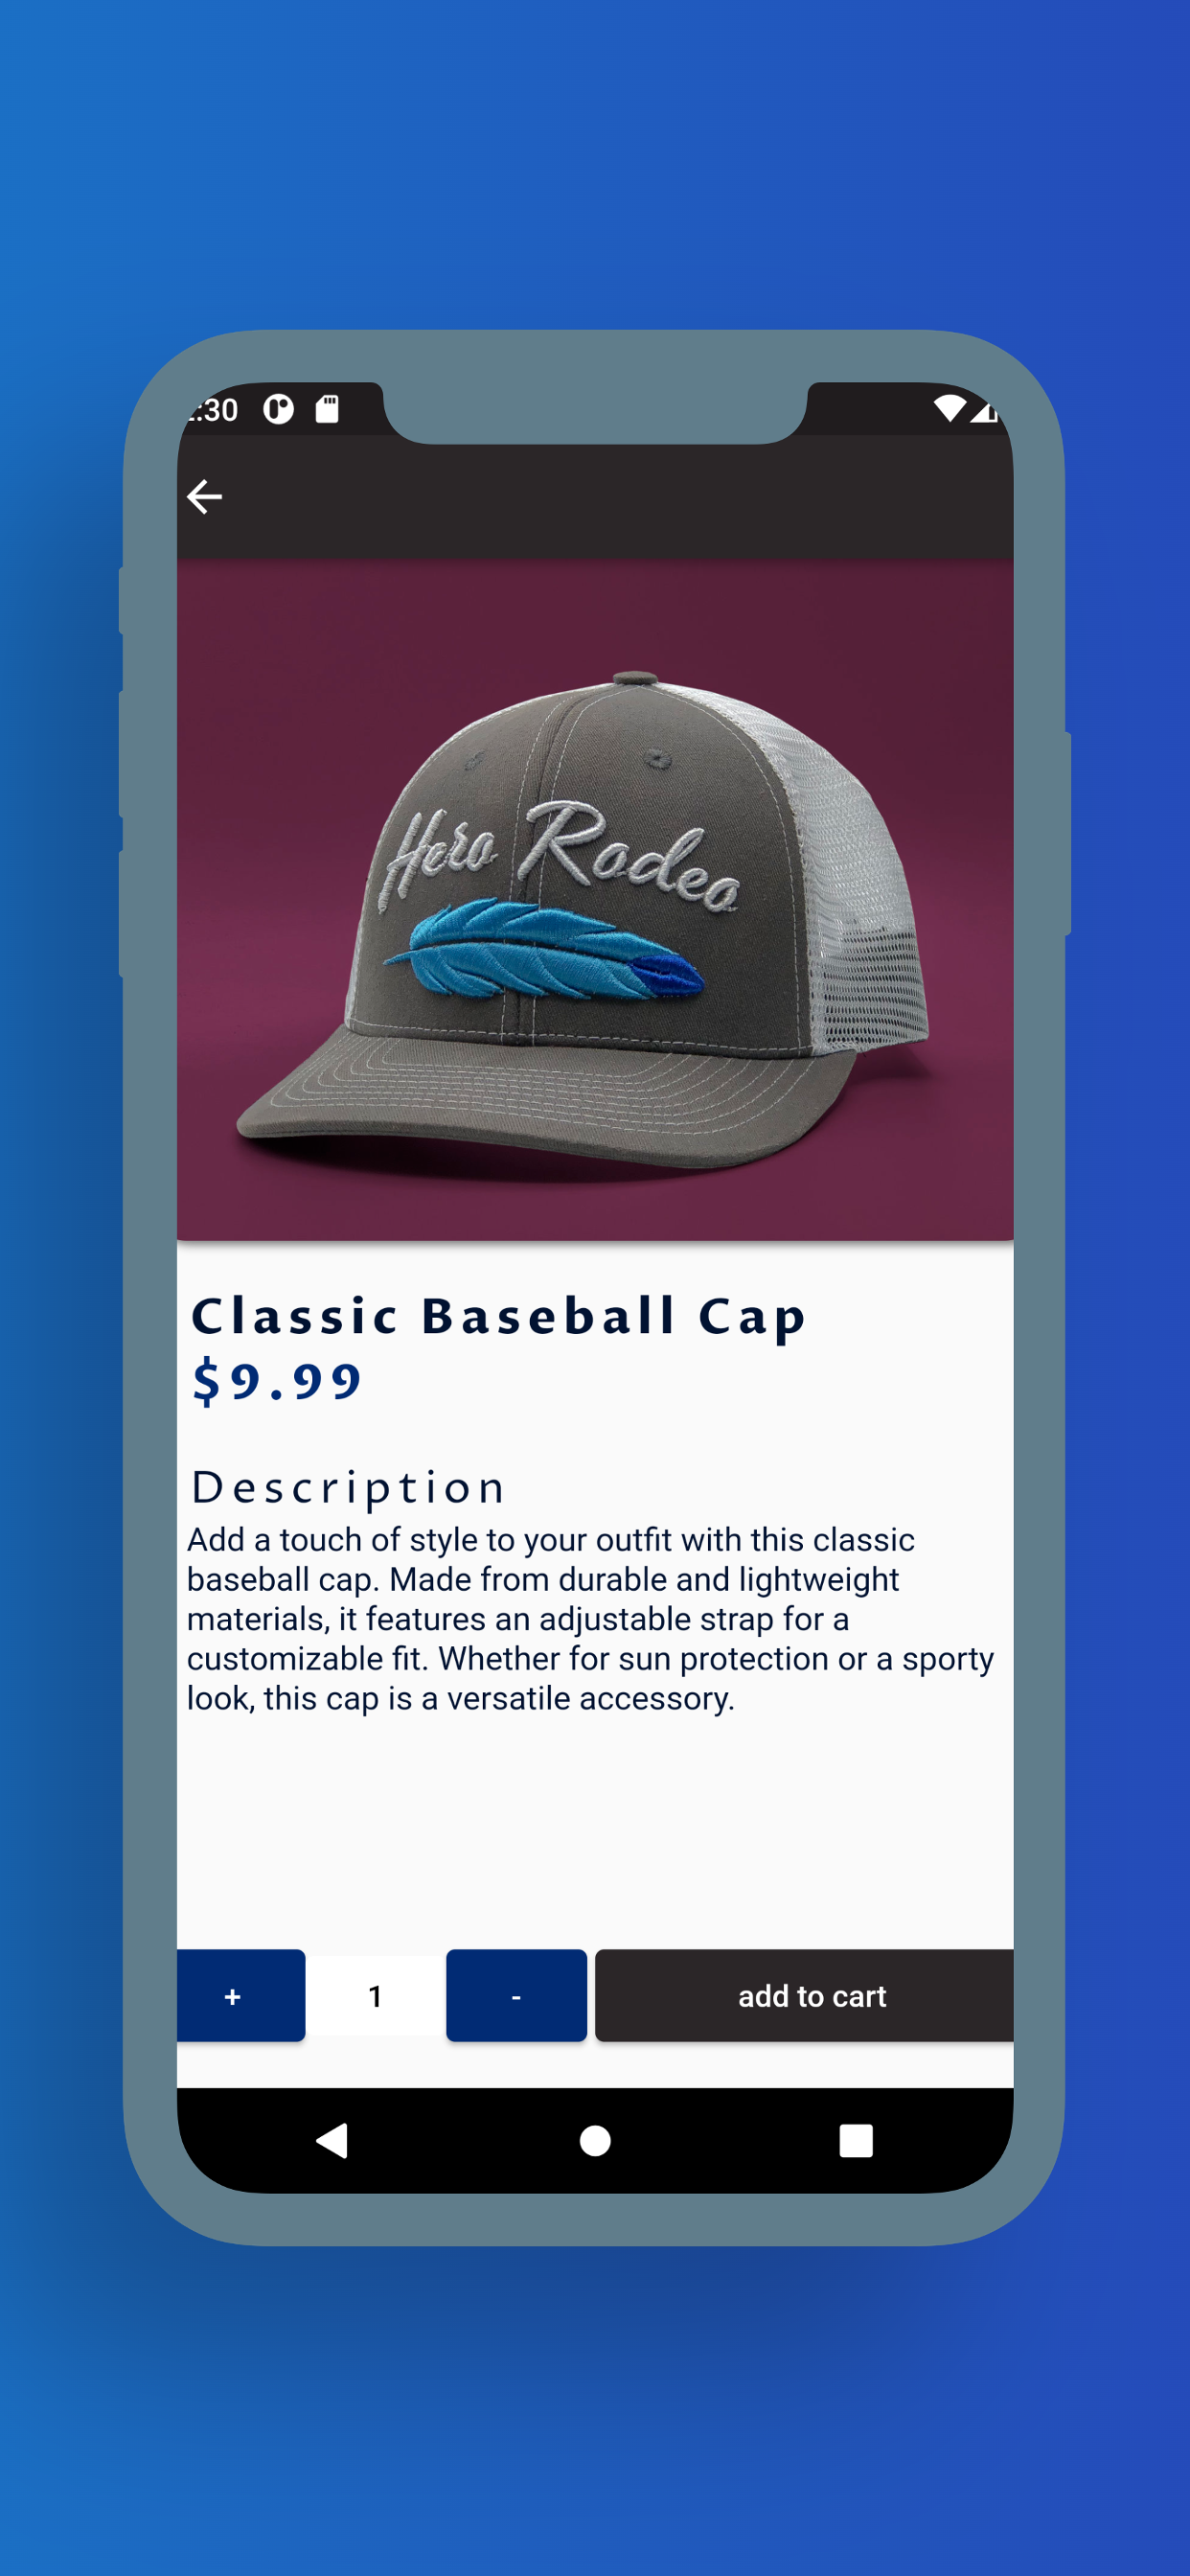 :30
Hero Rodeo
Classic Baseball Cap
$9.99
Description
Add a touch of style to your outfit with this classic
baseball cap. Made from durable and lightweight
materials, it features an adjustable strap for a
customizable fit. Whether for sun protection or a sporty
look, this cap is a versatile accessory.
+ 1 - add to cart